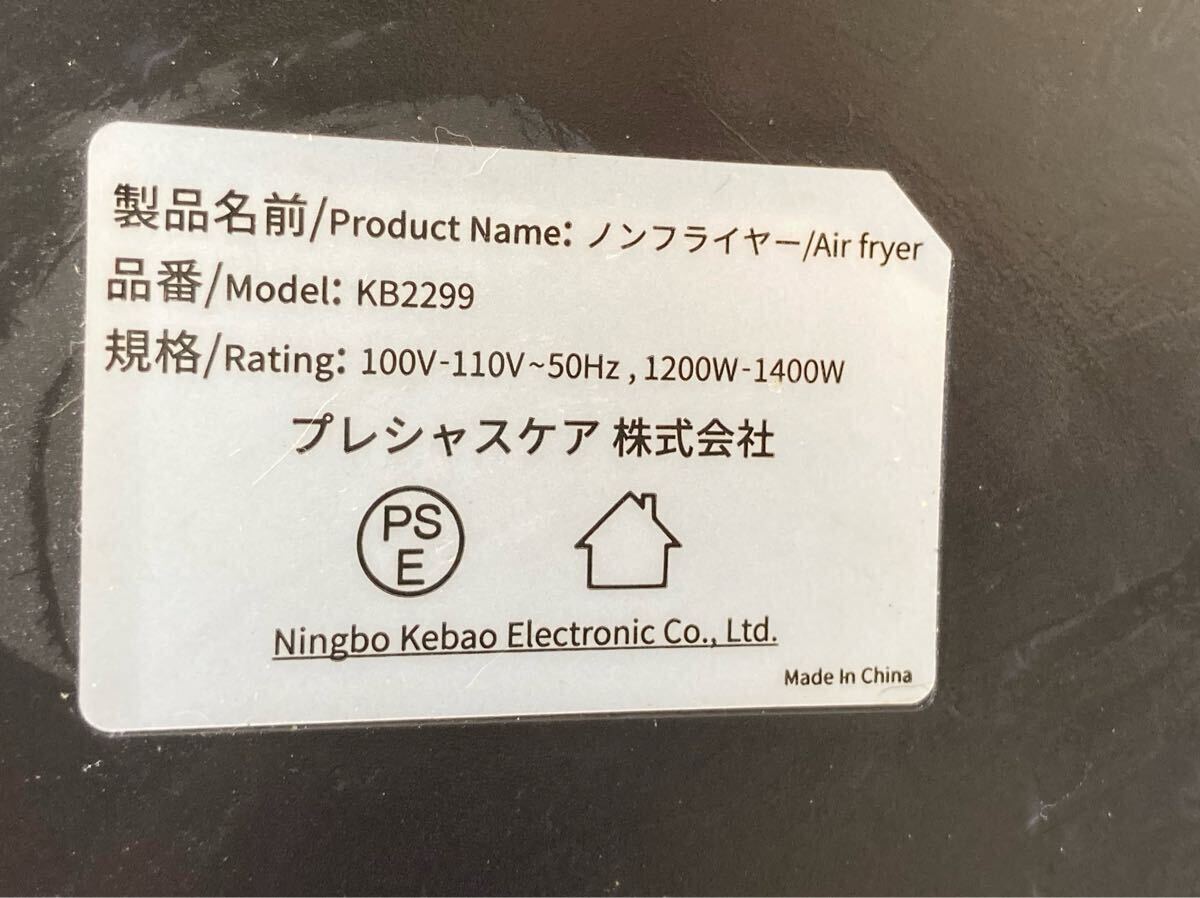 製品名前/Product Name: ノンフライヤー/Air fryer
品番/Model: KB2299
規格/Rating: 100V-110V~50Hz , 1200W-1400W
プレシャスケア 株式会社
PS
E
Ningbo Kebao Electronic Co., Ltd.
Made In China